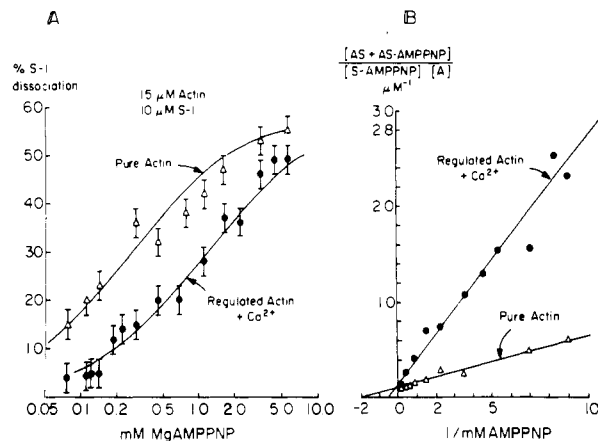 A
% S-1
dissociation
15 μM Actin
10 μM S-1
60
50
40
30
20
10
Pure Actin
Regulated Actin
+ Ca²⁺
0.05 0.1 0.2 0.5 1.0 2.0 5.0 10.0
mM MgAMPPNP
B
[AS + AS-AMPPNP]
[S-AMPPNP] [A]
μM⁻¹
3.0
2.8
2.0
1.0
Regulated Actin
+ Ca²⁺
Pure Actin
-2 0 2 5 10
1/mM AMPPNP